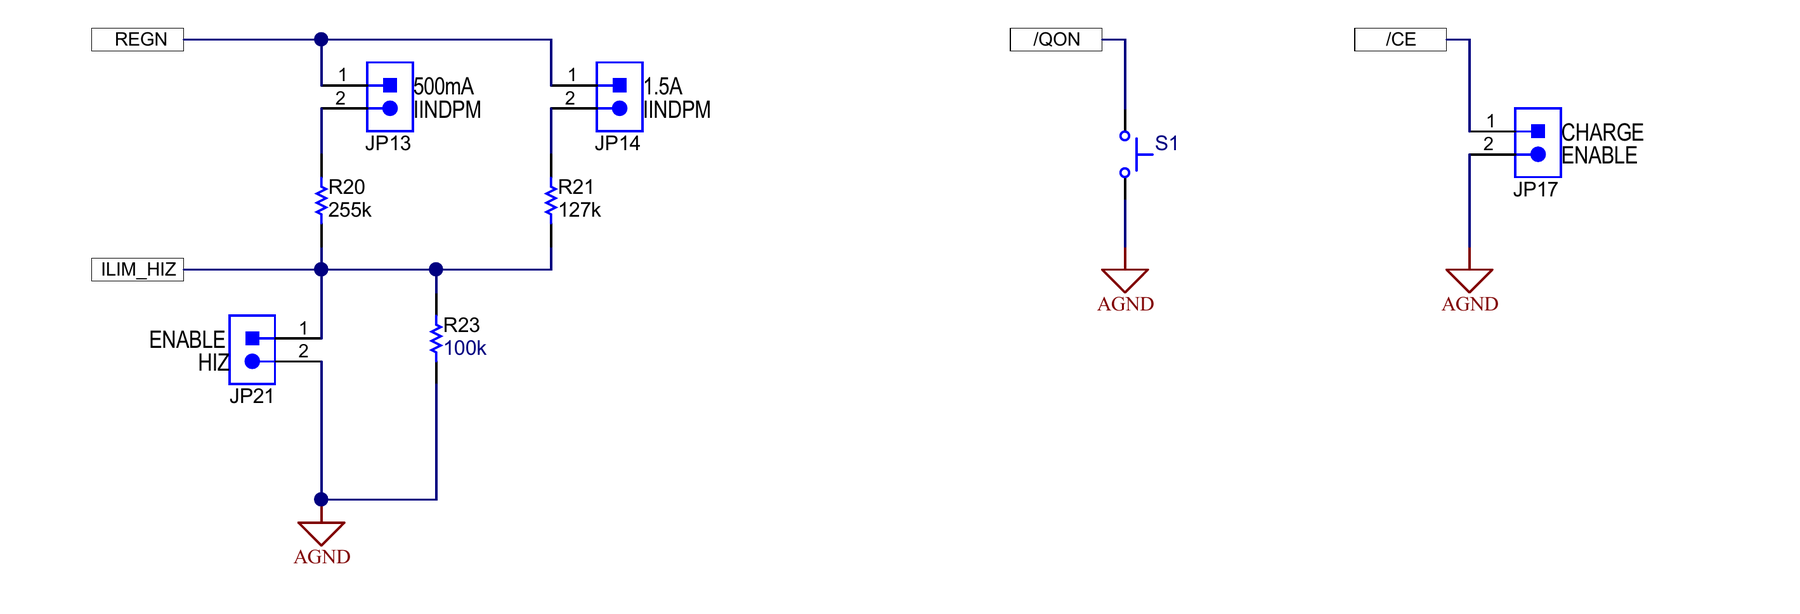 REGN
/QON
/CE
1
2
500mA
IINDPM
JP13
1
2
1.5A
IINDPM
JP14
1
2
CHARGE
ENABLE
JP17
S1
R20
255k
R21
127k
AGND
AGND
ILIM_HIZ
ENABLE
HIZ
1
2
JP21
R23
100k
AGND